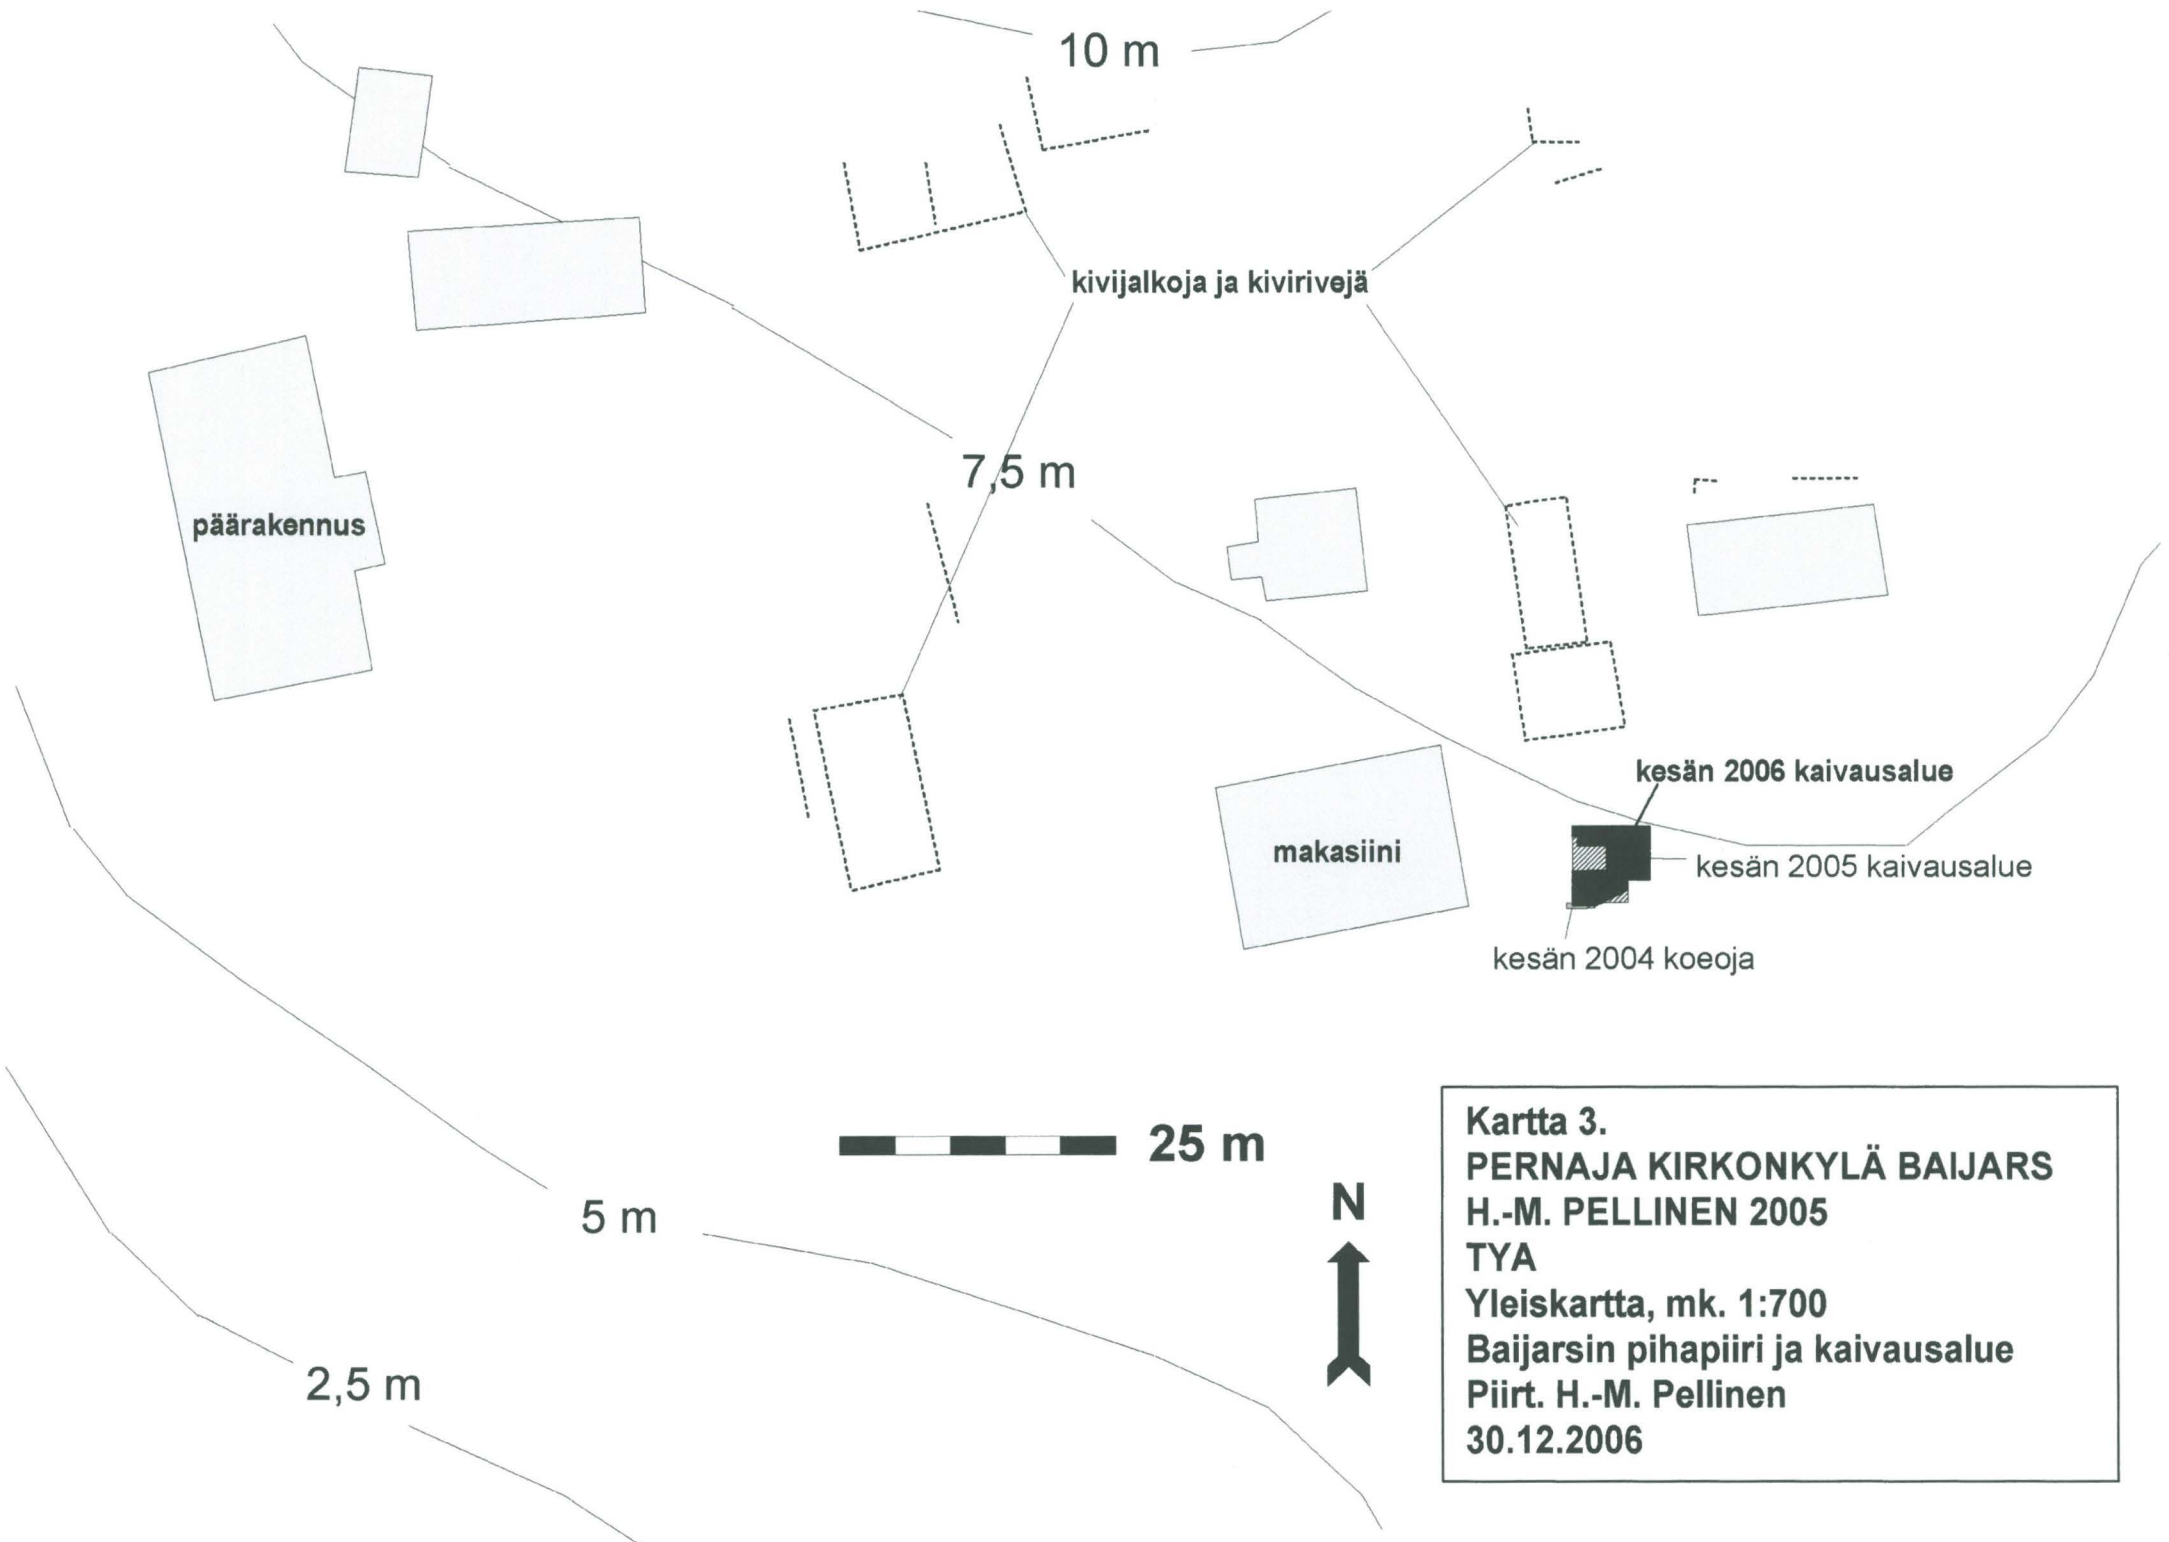 10 m
kivijalkoja ja kivirivejä
7,5 m
päärakennus
kesän 2006 kaivausalue
makasiini
kesän 2005 kaivausalue
kesän 2004 koeoja
25 m
N
5 m
2,5 m
Kartta 3.
PERNAJA KIRKONKYLÄ BAIJARS
H.-M. PELLINEN 2005
TYA
Yleiskartta, mk. 1:700
Baijarsin pihapiiri ja kaivausalue
Piirt. H.-M. Pellinen
30.12.2006